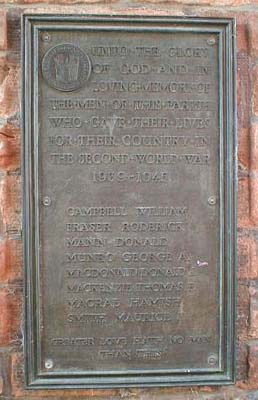 UNTO THE GLORY
OF GOD AND IN
LOVING MEMORY OF
THE MEN OF THIS PARISH
WHO GAVE THEIR LIVES
FOR THEIR COUNTRY IN
THE SECOND WORLD WAR
1939-1945
CAMPBELL WILLIAM
FRASER RODERICK
MANN DONALD
MUNRO GEORGE A.
MACDONALD DONALD J.
MACKENZIE THOMAS P.
MACRAE HAMISH
SMITH MAURICE
GREATER LOVE HATH NO MAN
THAN THIS